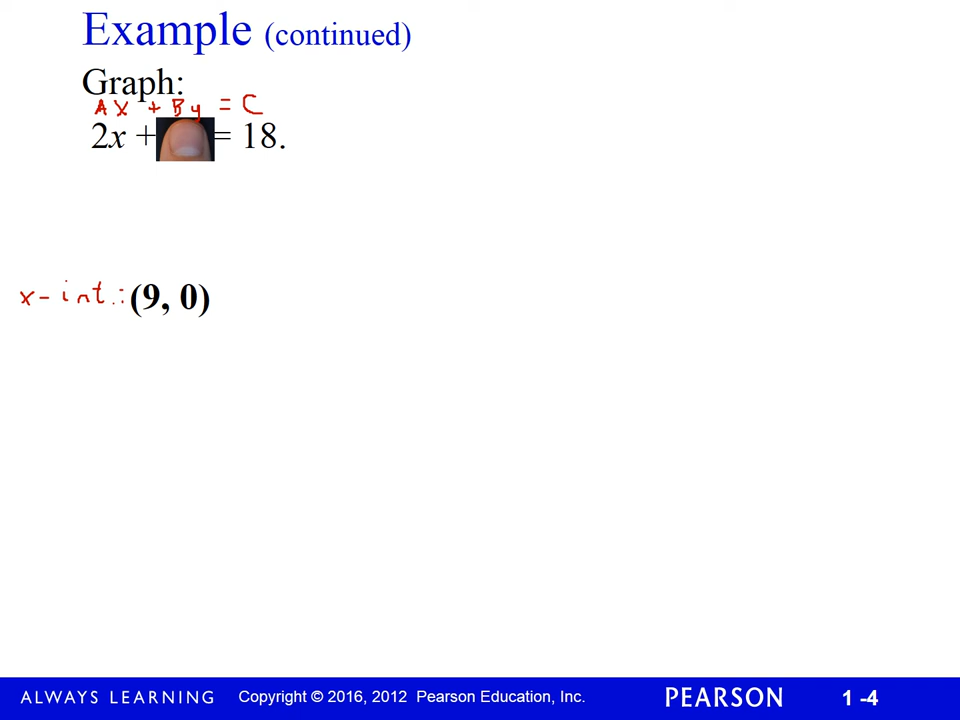 Example (continued)
Graph:
Ax + By = C
2x + = 18.
x-int.: (9, 0)
ALWAYS LEARNING Copyright © 2016, 2012 Pearson Education, Inc. PEARSON 1 -4